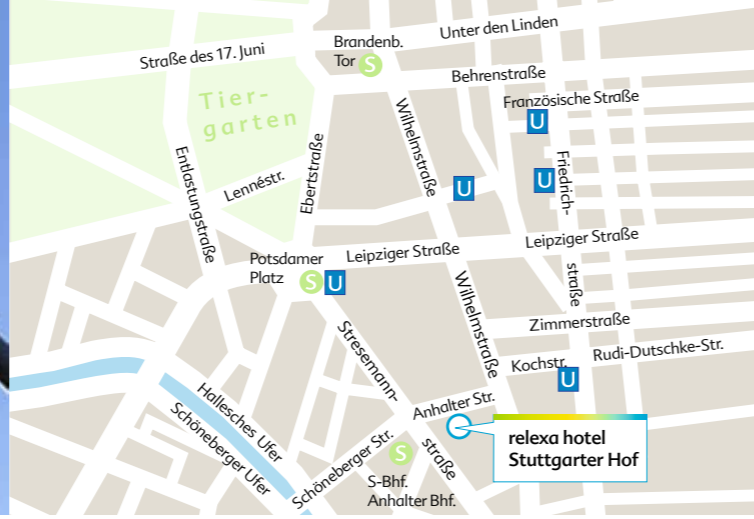 Unter den Linden
Brandenb.
Tor S
Straße des 17. Juni
Behrenstraße
Tier-
garten
Französische Straße
U
Wilhelmstraße
Ebertstraße
Entlastungstraße
Lennéstr.
U
U
Friedrich-
straße
Potsdamer
Platz
S U
Leipziger Straße
Leipziger Straße
Wilhelmstraße
Zimmerstraße
Stresemann-
straße
Kochstr.
U
Rudi-Dutschke-Str.
Anhalter Str.
Hallesches Ufer
Schöneberger Ufer
Schöneberger Str.
S
S-Bhf.
Anhalter Bhf.
relexa hotel
Stuttgarter Hof